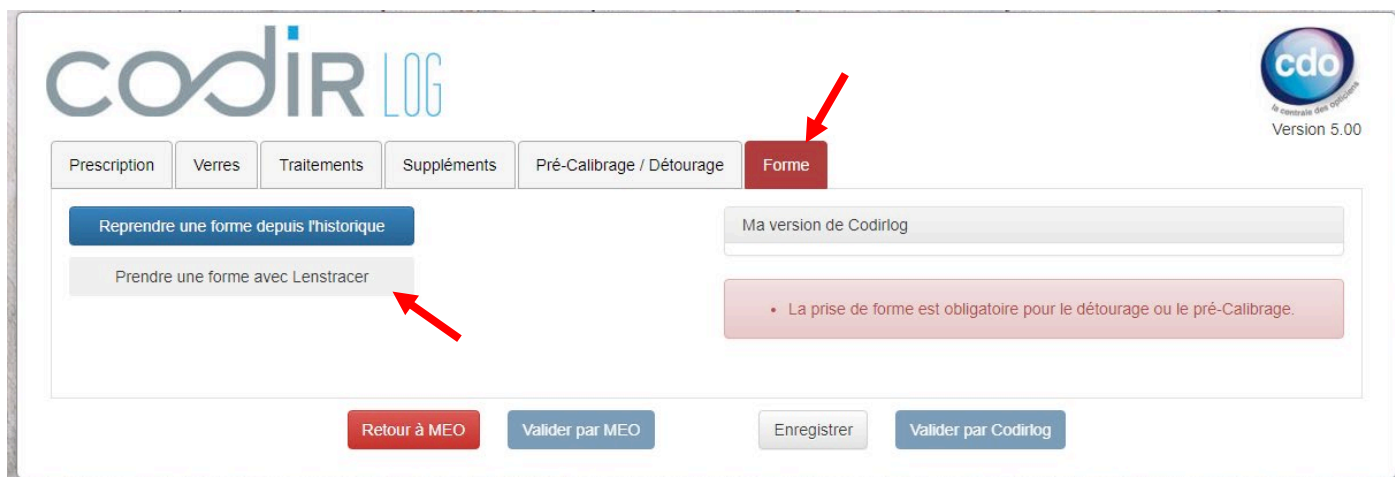 codiR LOG
cdo
la centrale des opticiens
Version 5.00
Prescription Verres Traitements Suppléments Pré-Calibrage / Détourage Forme
Reprendre une forme depuis l'historique
Ma version de Codirlog
Prendre une forme avec Lenstracer
• La prise de forme est obligatoire pour le détourage ou le pré-Calibrage.
Retour à MEO Valider par MEO Enregistrer Valider par Codirlog